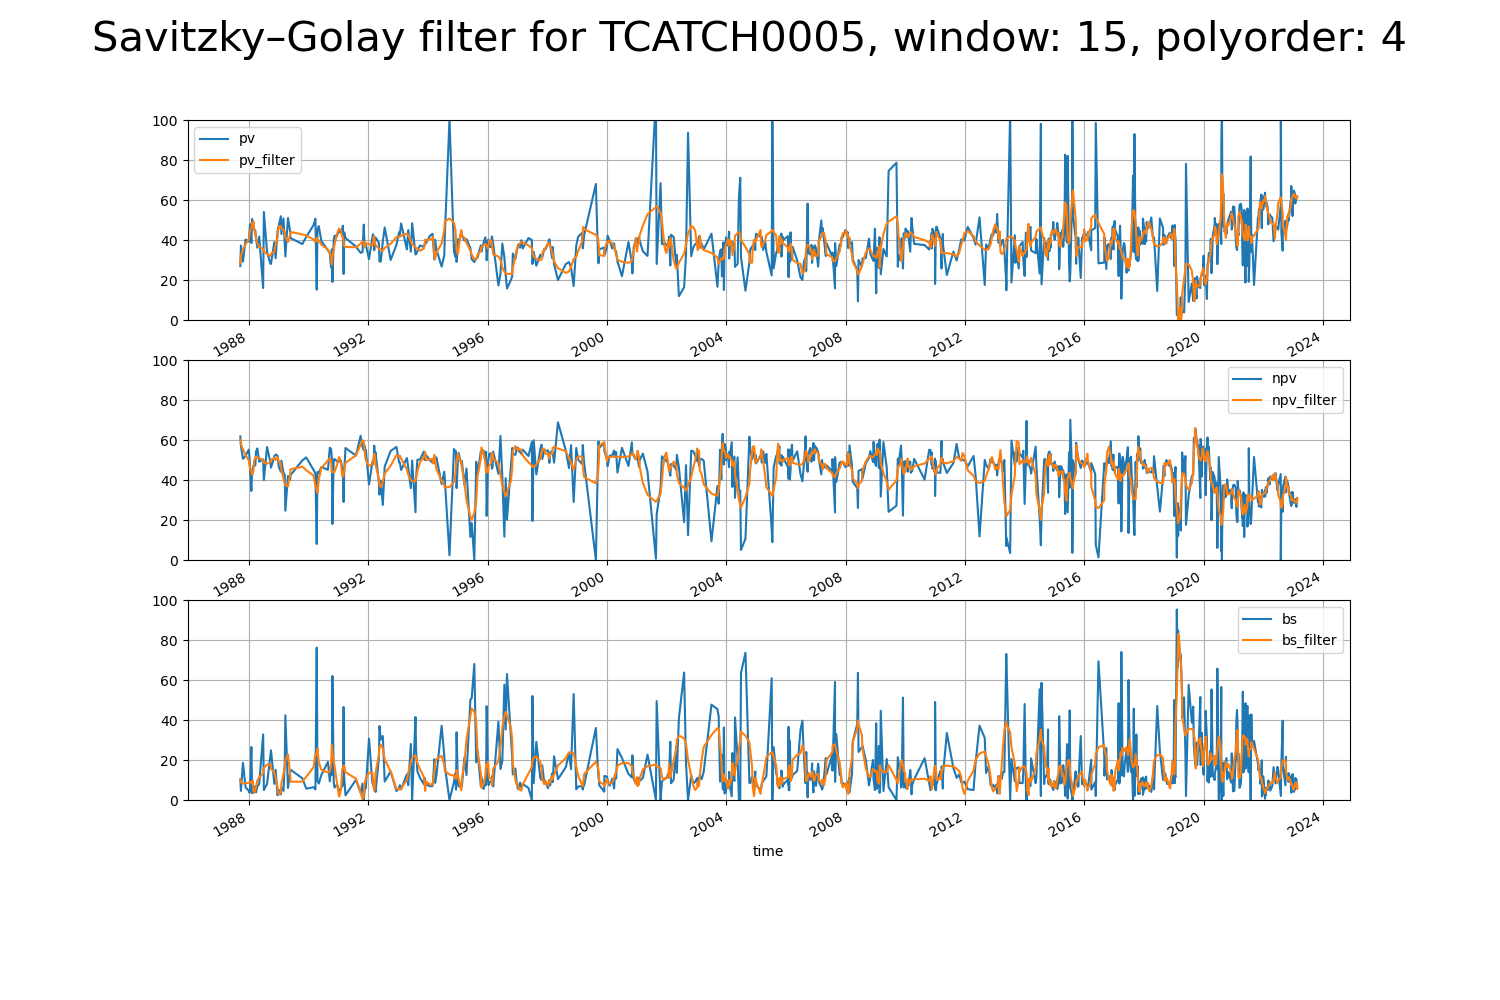 Savitzky–Golay filter for TCATCH0005, window: 15, polyorder: 4
100
80
60
40
20
0
pv
pv_filter
1988 1992 1996 2000 2004 2008 2012 2016 2020 2024
100
80
60
40
20
0
npv
npv_filter
1988 1992 1996 2000 2004 2008 2012 2016 2020 2024
100
80
60
40
20
0
bs
bs_filter
1988 1992 1996 2000 2004 2008 2012 2016 2020 2024
time